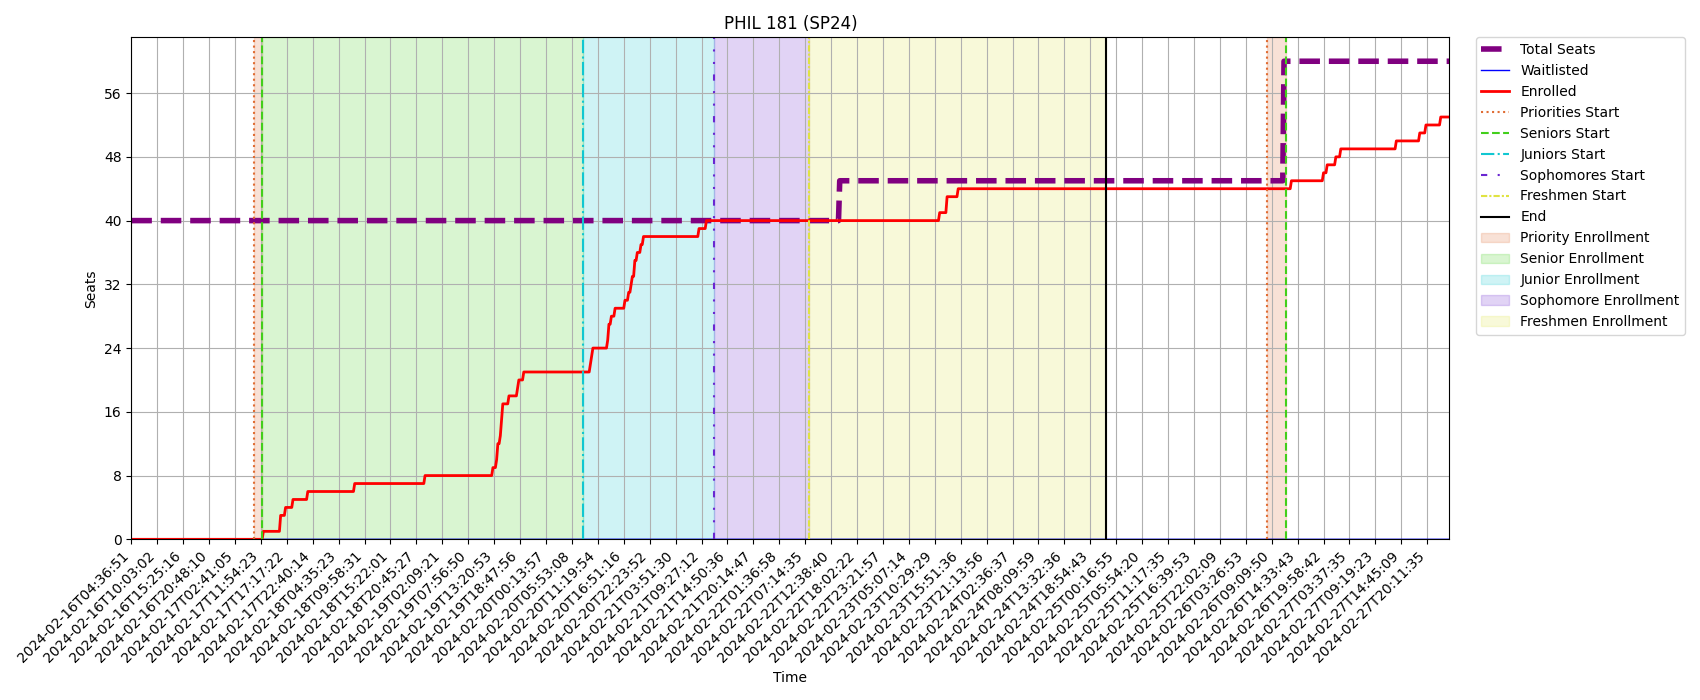 PHIL 181 (SP24)
Seats
56
48
40
32
24
16
8
0
2024-02-16T04:36:51
2024-02-16T10:03:02
2024-02-16T15:25:16
2024-02-16T20:48:10
2024-02-17T02:41:05
2024-02-17T11:54:23
2024-02-17T17:17:22
2024-02-17T22:40:14
2024-02-18T04:35:23
2024-02-18T09:58:31
2024-02-18T15:22:01
2024-02-18T20:45:27
2024-02-19T02:09:21
2024-02-19T07:56:50
2024-02-19T13:20:53
2024-02-19T18:47:56
2024-02-20T00:13:57
2024-02-20T05:53:08
2024-02-20T11:19:54
2024-02-20T16:51:16
2024-02-20T22:23:52
2024-02-21T03:51:30
2024-02-21T09:27:12
2024-02-21T14:50:36
2024-02-21T20:14:47
2024-02-22T01:36:58
2024-02-22T07:14:35
2024-02-22T12:38:40
2024-02-22T18:02:22
2024-02-22T23:21:57
2024-02-23T05:07:14
2024-02-23T10:29:29
2024-02-23T15:51:36
2024-02-23T21:13:56
2024-02-24T02:36:37
2024-02-24T08:09:59
2024-02-24T13:32:36
2024-02-24T18:54:43
2024-02-25T00:16:55
2024-02-25T05:54:20
2024-02-25T11:17:35
2024-02-25T16:39:53
2024-02-25T22:02:09
2024-02-26T03:26:53
2024-02-26T09:09:50
2024-02-26T14:33:43
2024-02-26T19:58:42
2024-02-27T03:37:35
2024-02-27T09:19:23
2024-02-27T14:45:09
2024-02-27T20:11:35
Time
Total Seats
Waitlisted
Enrolled
Priorities Start
Seniors Start
Juniors Start
Sophomores Start
Freshmen Start
End
Priority Enrollment
Senior Enrollment
Junior Enrollment
Sophomore Enrollment
Freshmen Enrollment